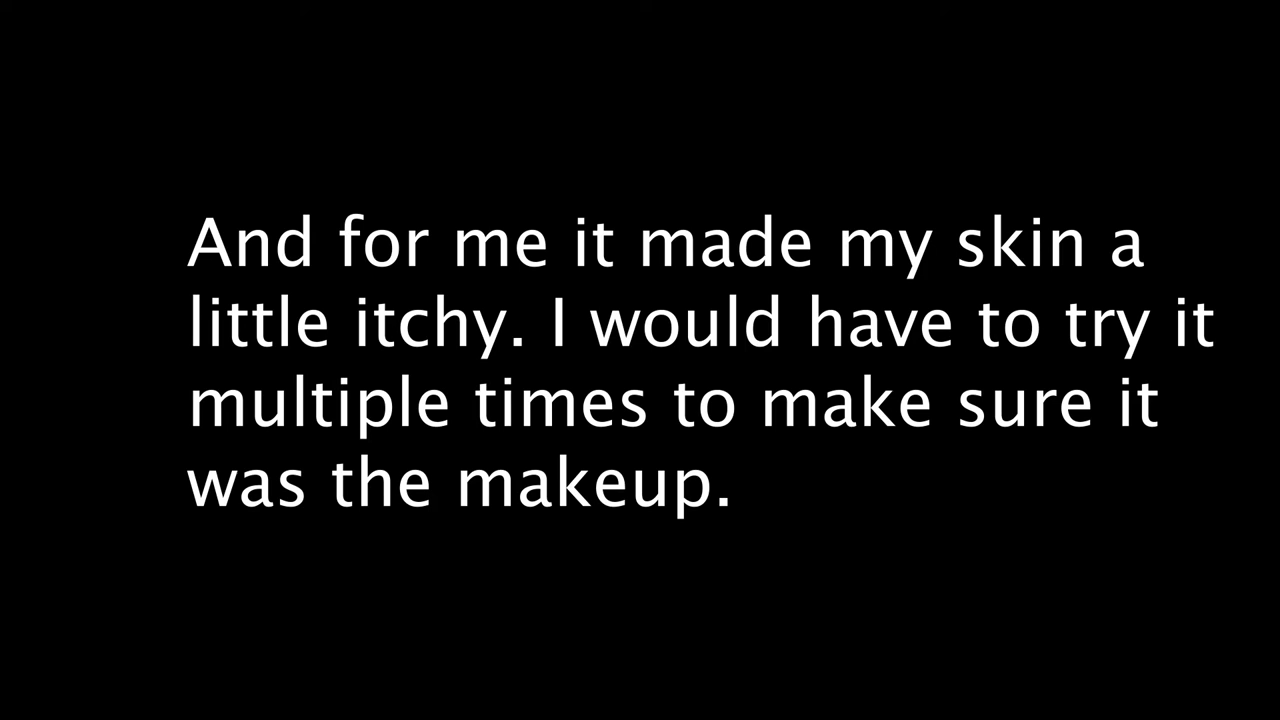 And for me it made my skin a
little itchy. I would have to try it
multiple times to make sure it
was the makeup.